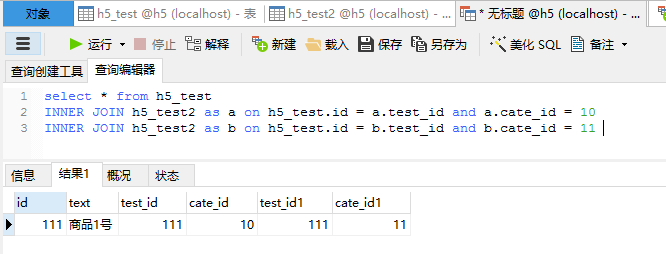 对象 h5_test @h5 (localhost) - 表 h5_test2 @h5 (localhost) - ... * 无标题 @h5 (localhost) - ...
运行 停止 解释 新建 载入 保存 另存为 美化 SQL 备注
查询创建工具 查询编辑器
1 select * from h5_test
2 INNER JOIN h5_test2 as a on h5_test.id = a.test_id and a.cate_id = 10
3 INNER JOIN h5_test2 as b on h5_test.id = b.test_id and b.cate_id = 11
信息 结果1 概况 状态
id text test_id cate_id test_id1 cate_id1
111 商品1号 111 10 111 11